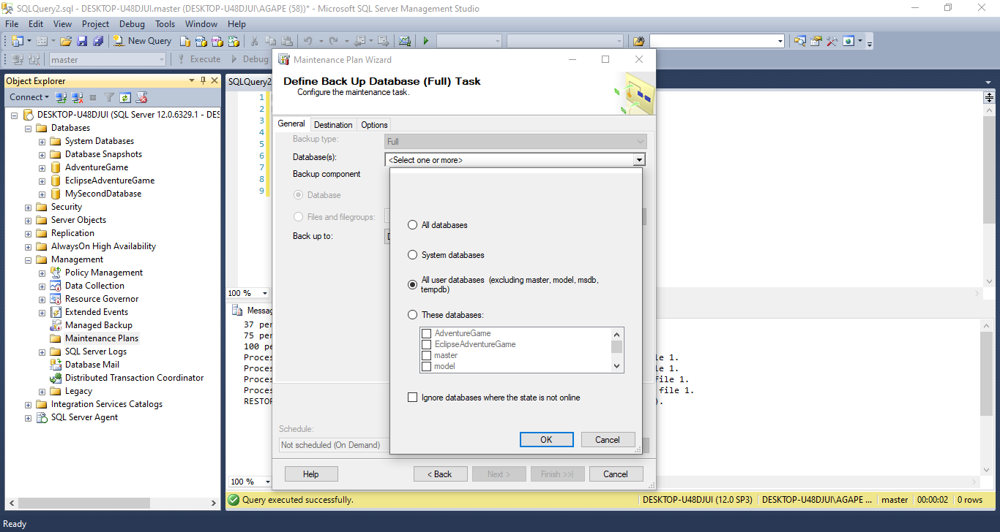 SQLQuery2.sql - DESKTOP-U48DJUI.master (DESKTOP-U48DJUI\AGAPE (58))* - Microsoft SQL Server Management Studio
File Edit View Project Debug Tools Window Help
New Query
master Execute Debug
Object Explorer
Connect
DESKTOP-U48DJUI (SQL Server 12.0.6329.1 - DES
Databases
System Databases
Database Snapshots
AdventureGame
EclipseAdventureGame
MySecondDatabase
Security
Server Objects
Replication
AlwaysOn High Availability
Management
Policy Management
Data Collection
Resource Governor
Extended Events
Managed Backup
Maintenance Plans
SQL Server Logs
Database Mail
Distributed Transaction Coordinator
Legacy
Integration Services Catalogs
SQL Server Agent
SQLQuery2
1
2
3
4
5
6
7
8
9
100 %
Messag
37 per
75 per
100 pe
Proces
Proces
Proces
Proces
RESTOR
le 1.
le 1.
file 1.
file 1.
).
100 %
Maintenance Plan Wizard
Define Back Up Database (Full) Task
Configure the maintenance task.
General Destination Options
Backup type: Full
Database(s): <Select one or more>
Backup component
Database
Files and filegroups:
Back up to:
All databases
System databases
All user databases (excluding master, model, msdb,
tempdb)
These databases:
AdventureGame
EclipseAdventureGame
master
model
Ignore databases where the state is not online
OK Cancel
Schedule:
Not scheduled (On Demand)
Help < Back Next > Finish >>| Cancel
Query executed successfully. DESKTOP-U48DJUI (12.0 SP3) DESKTOP-U48DJUI\AGAPE ... master 00:00:02 0 rows
Ready